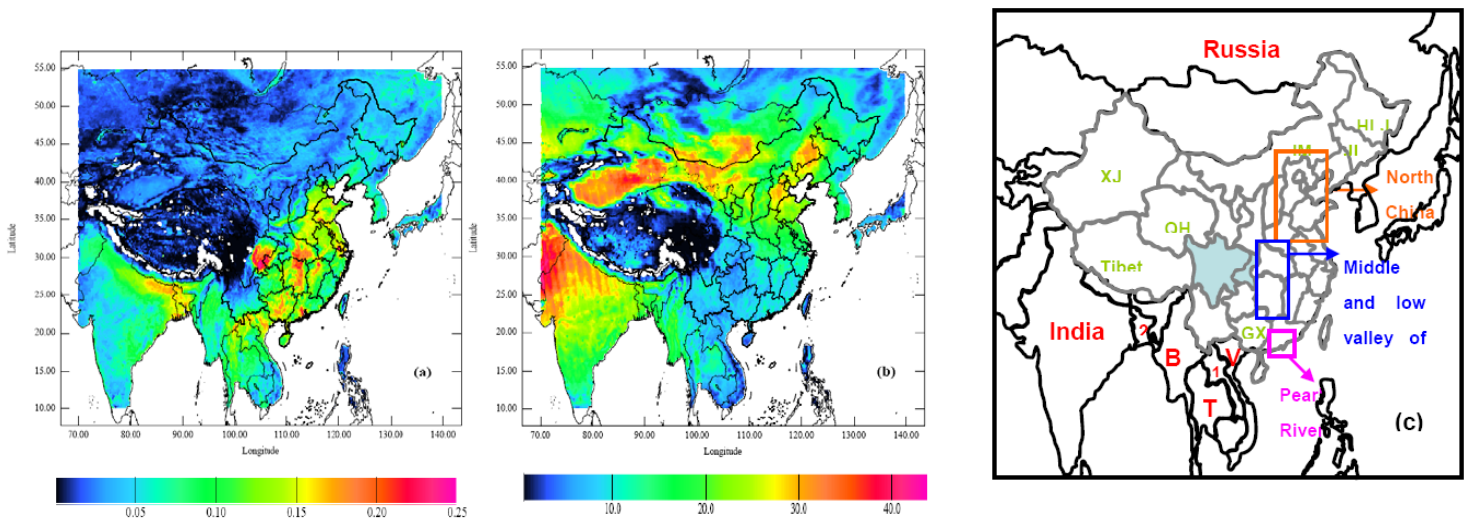 55.00
50.00
45.00
40.00
35.00
30.00
25.00
20.00
15.00
10.00
Latitude
(a)
70.00 80.00 90.00 100.00 110.00 120.00 130.00 140.00
Longitude
0.05 0.10 0.15 0.20 0.25
55.00
50.00
45.00
40.00
35.00
30.00
25.00
20.00
15.00
10.00
Latitude
(b)
70.00 80.00 90.00 100.00 110.00 120.00 130.00 140.00
Longitude
10.0 20.0 30.0 40.0
Russia
XJ
QH
Tibet
India
2
B
V
1
T
GX
North
China
Middle
and low
valley of
Pear
River
(c)